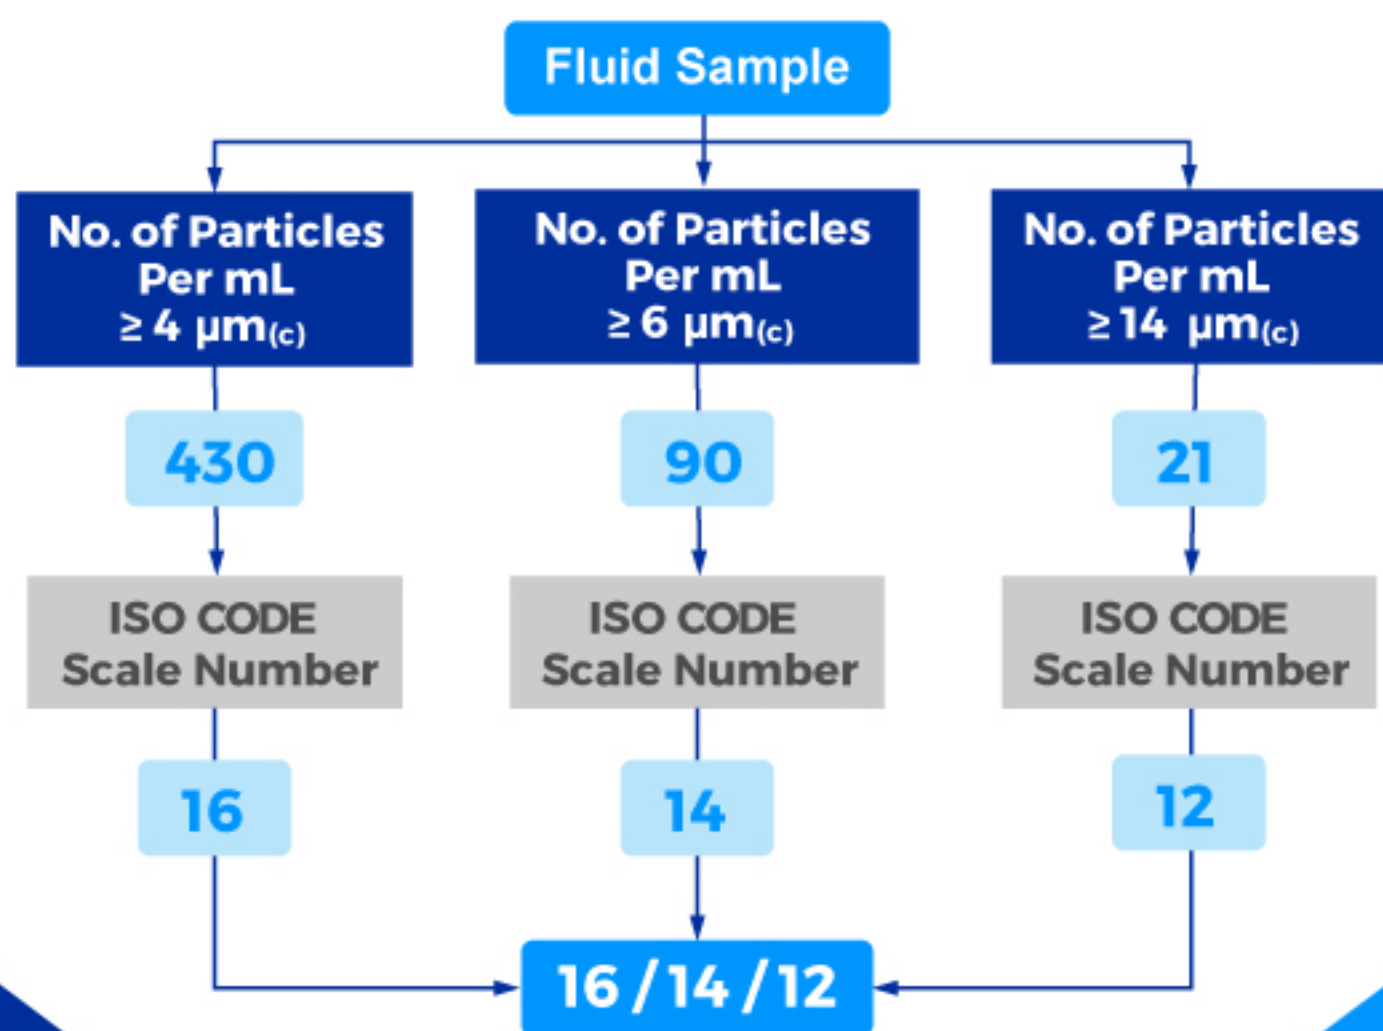 Fluid Sample
No. of Particles
Per mL
≥ 4 µm(c)
No. of Particles
Per mL
≥ 6 µm(c)
No. of Particles
Per mL
≥ 14 µm(c)
430
90
21
ISO CODE
Scale Number
ISO CODE
Scale Number
ISO CODE
Scale Number
16
14
12
16 / 14 / 12